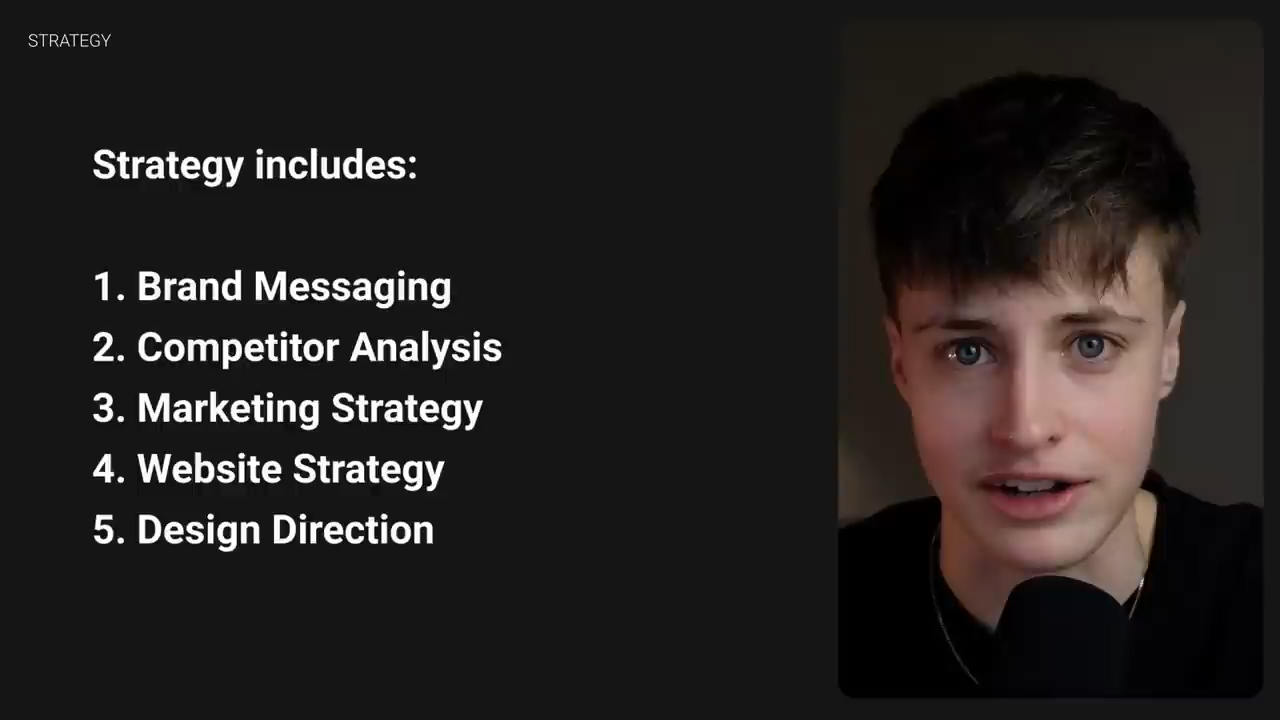 STRATEGY
Strategy includes:
1. Brand Messaging
2. Competitor Analysis
3. Marketing Strategy
4. Website Strategy
5. Design Direction